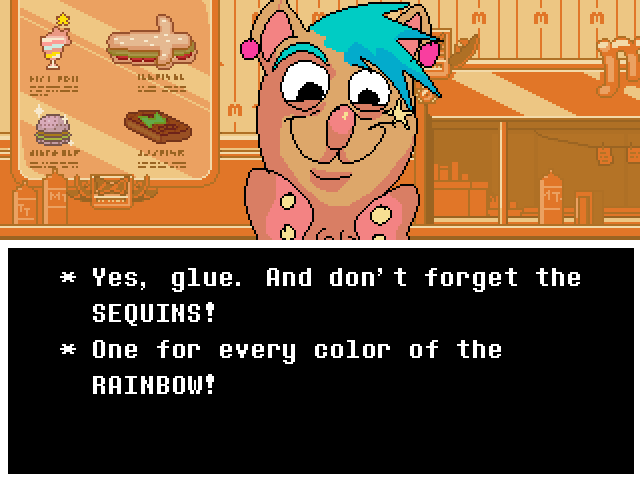 M
M
M
M
* Yes, glue. And don't forget the
SEQUINS!
* One for every color of the
RAINBOW!